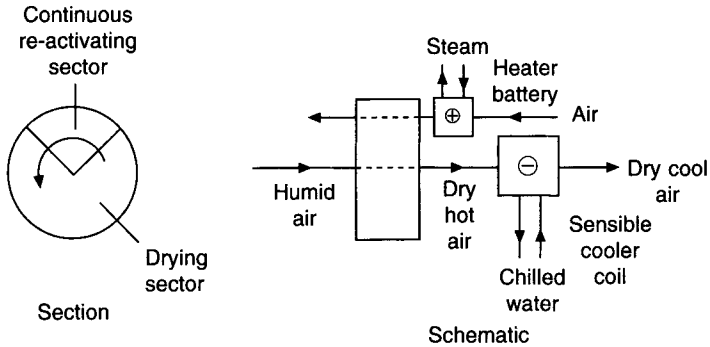 Continuous
re-activating
sector
Drying
sector
Section
Steam
Heater
battery
Air
Humid
air
Dry
hot
air
Dry cool
air
Sensible
cooler
coil
Chilled
water
Schematic